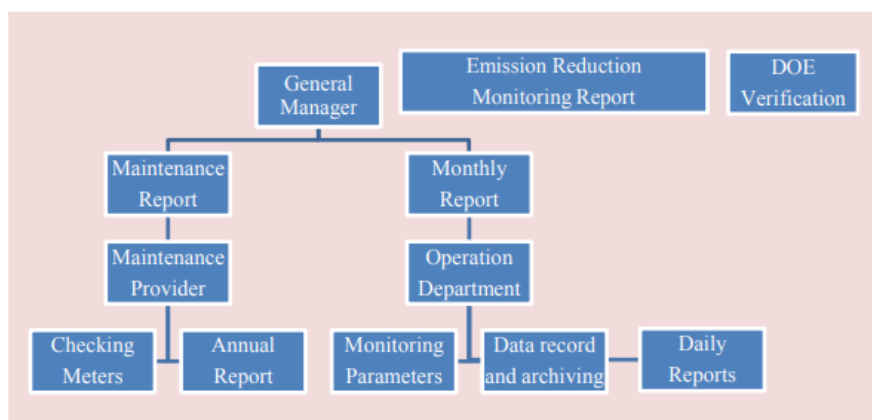 General
Manager
Emission Reduction
Monitoring Report
DOE
Verification
Maintenance
Report
Monthly
Report
Maintenance
Provider
Operation
Department
Checking
Meters
Annual
Report
Monitoring
Parameters
Data record
and archiving
Daily
Reports